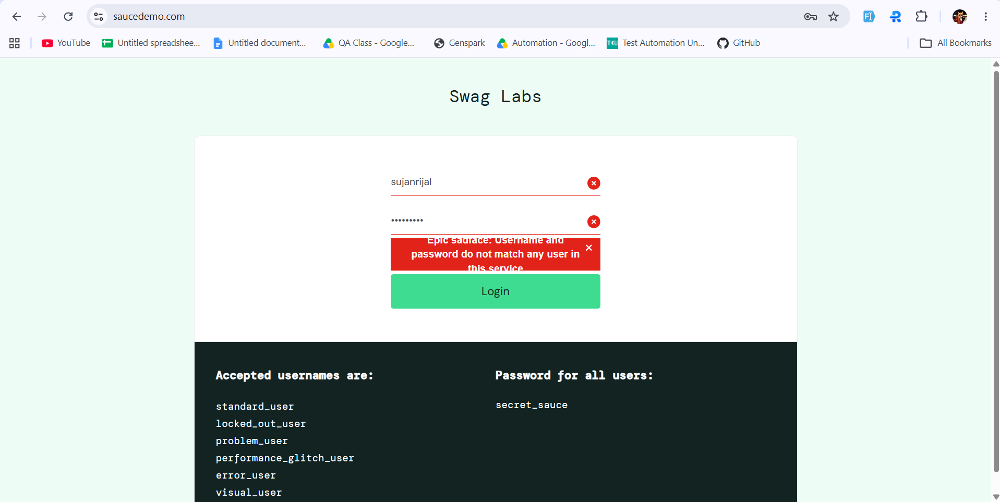 saucedemo.com
YouTube
Untitled spreadshee...
Untitled document...
QA Class - Google...
Genspark
Automation - Googl...
TAU
Test Automation Un...
GitHub
All Bookmarks
Swag Labs
sujanrijal
•••••••••
Epic sadface: Username and
password do not match any user in
this service
Login
Accepted usernames are:
standard_user
locked_out_user
problem_user
performance_glitch_user
error_user
visual_user
Password for all users:
secret_sauce